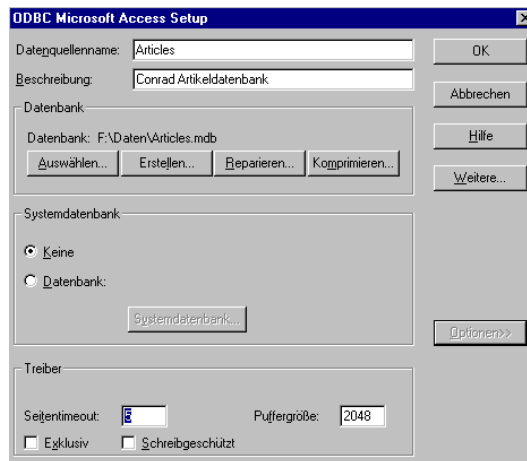 ODBC Microsoft Access Setup
Datenquellenname: Articles
OK
Beschreibung: Conrad Artikeldatenbank
Abbrechen
Datenbank
Datenbank: F:\Daten\Articles.mdb
Hilfe
Auswählen... Erstellen... Reparieren... Komprimieren...
Weitere...
Systemdatenbank
Keine
Datenbank:
Systemdatenbank...
Optionen>>
Treiber
Seitentimeout: 5 Puffergröße: 2048
Exklusiv Schreibgeschützt